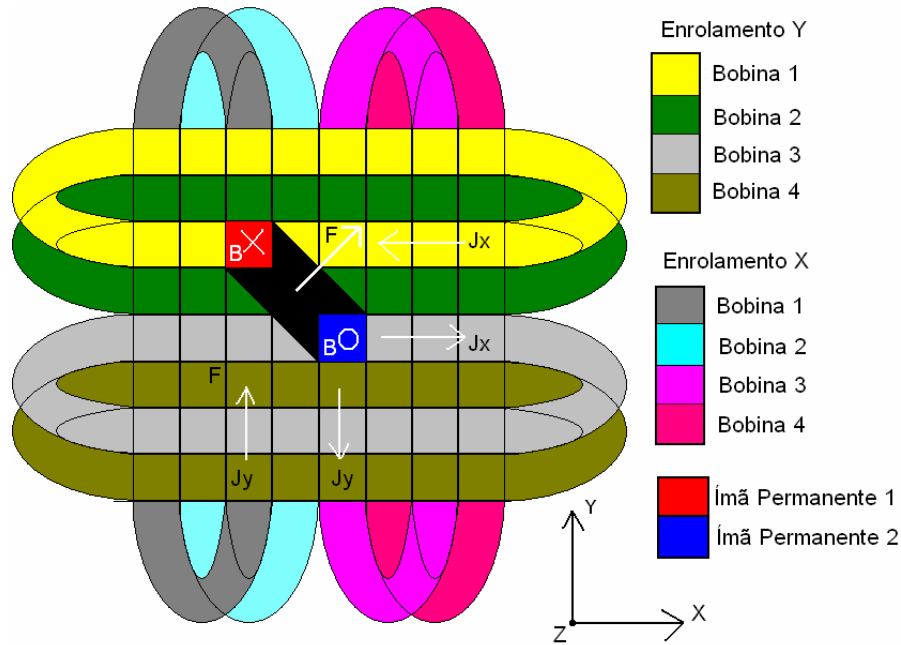 Enrolamento Y
Bobina 1
Bobina 2
Bobina 3
Bobina 4
Enrolamento X
Bobina 1
Bobina 2
Bobina 3
Bobina 4
Ímã Permanente 1
Ímã Permanente 2
B
F
Jx
B
Jx
F
Jy
Jy
Y
X
Z